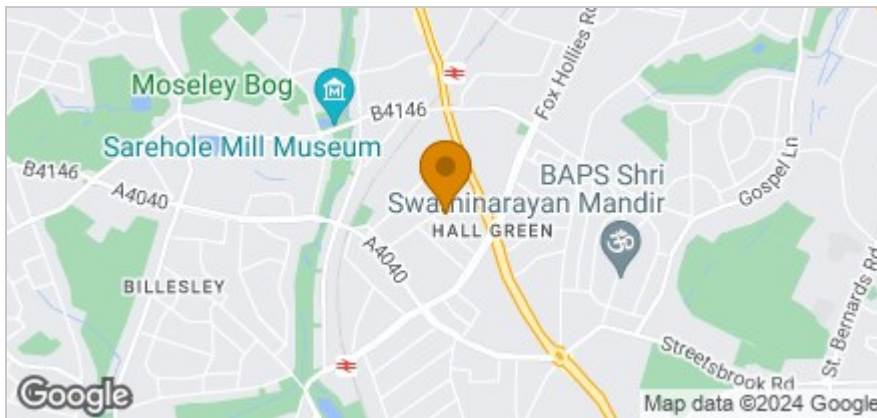 Moseley Bog
Fox Hollies Rd
B4146
Sarehole Mill Museum
B4146
A4040
BAPS Shri
Swaminarayan Mandir
Gospel Ln
HALL GREEN
A4040
BILLESLEY
St. Bernards Rd
Streetsbrook Rd
Google
Map data ©2024 Google